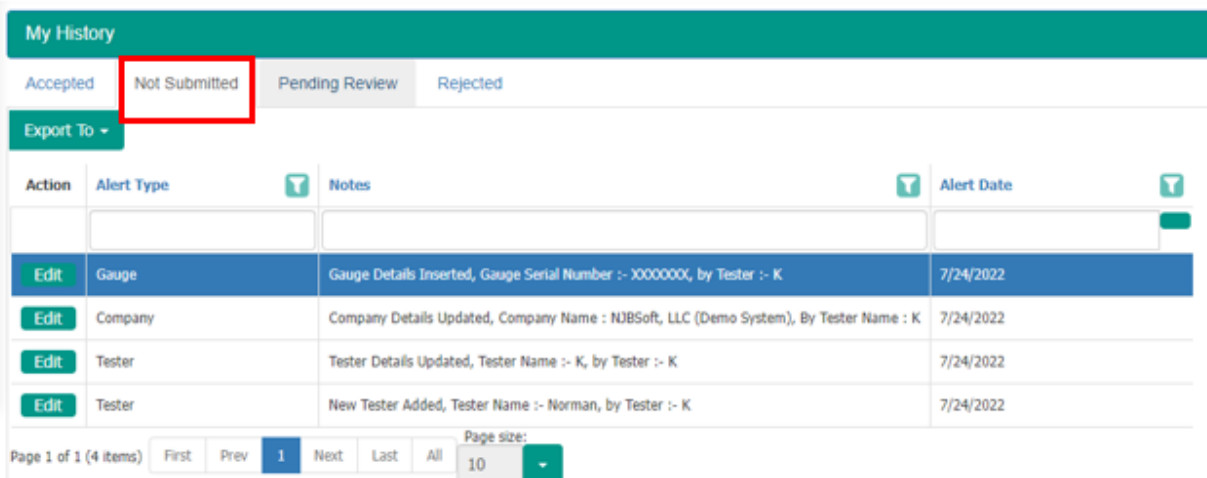 My History
Accepted Not Submitted Pending Review Rejected
Export To
Action Alert Type Notes Alert Date
Edit Gauge Gauge Details Inserted, Gauge Serial Number :- XXXXXXX, by Tester :- K 7/24/2022
Edit Company Company Details Updated, Company Name : NJBSoft, LLC (Demo System), By Tester Name : K 7/24/2022
Edit Tester Tester Details Updated, Tester Name :- K, by Tester :- K 7/24/2022
Edit Tester New Tester Added, Tester Name :- Norman, by Tester :- K 7/24/2022
Page size:
Page 1 of 1 (4 items) First Prev 1 Next Last All 10